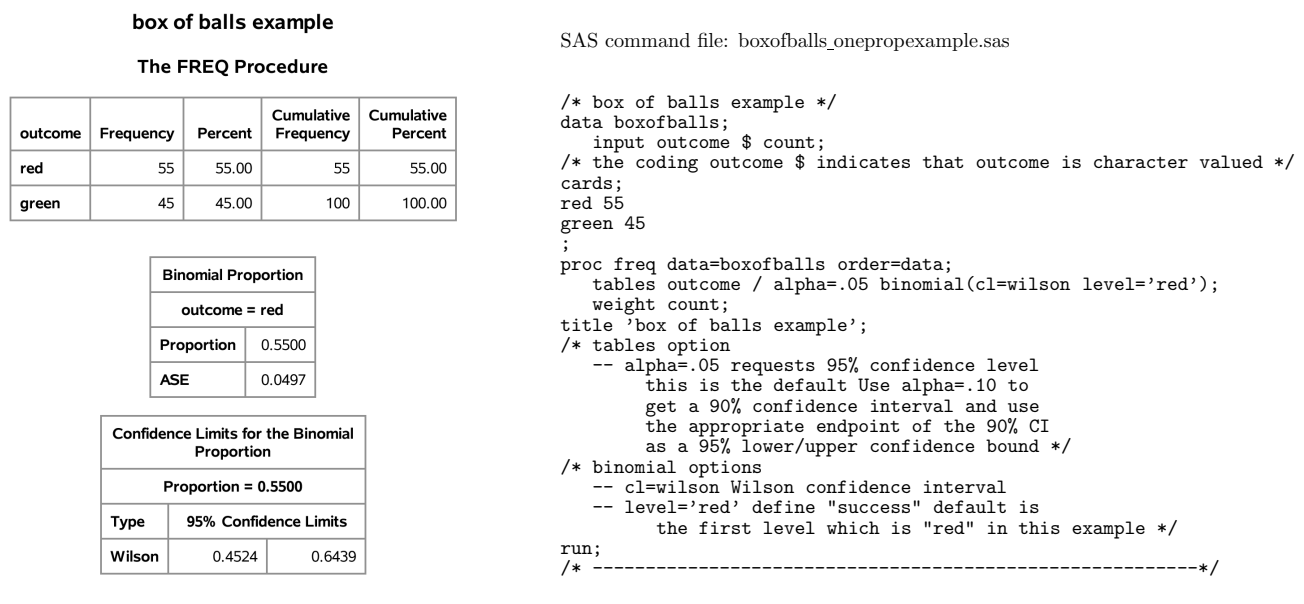 box of balls example
The FREQ Procedure
outcome Frequency Percent Cumulative Frequency Cumulative Percent
red 55 55.00 55 55.00
green 45 45.00 100 100.00
Binomial Proportion
outcome = red
Proportion 0.5500
ASE 0.0497
Confidence Limits for the Binomial
Proportion
Proportion = 0.5500
Type 95% Confidence Limits
Wilson 0.4524 0.6439
SAS command file: boxofballs_onepropexample.sas
/* box of balls example */
data boxofballs;
   input outcome $ count;
/* the coding outcome $ indicates that outcome is character valued */
cards;
red 55
green 45
;
proc freq data=boxofballs order=data;
   tables outcome / alpha=.05 binomial(cl=wilson level=’red’);
   weight count;
title ’box of balls example’;
/* tables option
   -- alpha=.05 requests 95% confidence level
        this is the default Use alpha=.10 to
        get a 90% confidence interval and use
        the appropriate endpoint of the 90% CI
        as a 95% lower/upper confidence bound */
/* binomial options
   -- cl=wilson Wilson confidence interval
   -- level=’red’ define "success" default is
         the first level which is "red" in this example */
run;
/* ---------------------------------------------------------*/